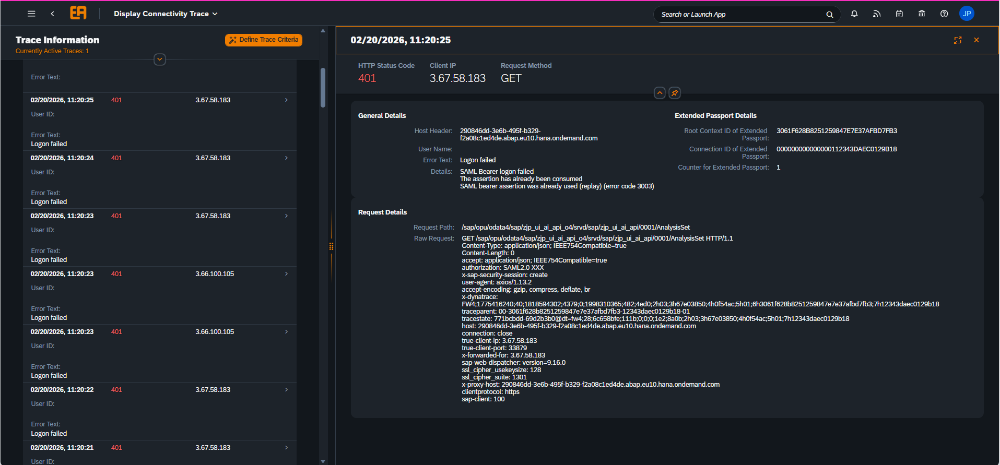 EA
Display Connectivity Trace
Search or Launch App
JP
Trace Information
Currently Active Traces: 1
Define Trace Criteria
Error Text:
02/20/2026, 11:20:25 401 3.67.58.183
User ID:
Error Text:
Logon failed
02/20/2026, 11:20:24 401 3.67.58.183
User ID:
Error Text:
Logon failed
02/20/2026, 11:20:23 401 3.67.58.183
User ID:
Error Text:
Logon failed
02/20/2026, 11:20:23 401 3.66.100.105
User ID:
Error Text:
Logon failed
02/20/2026, 11:20:23 401 3.66.100.105
User ID:
Error Text:
Logon failed
02/20/2026, 11:20:22 401 3.67.58.183
User ID:
Error Text:
Logon failed
02/20/2026, 11:20:21 401 3.67.58.183
User ID:
02/20/2026, 11:20:25
HTTP Status Code Client IP Request Method
401 3.67.58.183 GET
General Details
Host Header: 290846dd-3e6b-495f-b329-
f2a08c1ed4de.abap.eu10.hana.ondemand.com
User Name:
Error Text: Logon failed
Details: SAML Bearer logon failed
The assertion has already been consumed
SAML bearer assertion was already used (replay) (error code 3003)
Extended Passport Details
Root Context ID of Extended 3061F628B8251259847E7E37AFBD7FB3
Passport:
Connection ID of Extended 000000000000000112343DAEC0129B18
Passport:
Counter for Extended Passport: 1
Request Details
Request Path: /sap/opu/odata4/sap/zjp_ui_ai_api_o4/srvd/sap/zjp_ui_ai_api/0001/AnalysisSet
Raw Request: GET /sap/opu/odata4/sap/zjp_ui_ai_api_o4/srvd/sap/zjp_ui_ai_api/0001/AnalysisSet HTTP/1.1
Content-Type: application/json; IEEE754Compatible=true
Content-Length: 0
accept: application/json; IEEE754Compatible=true
authorization: SAML2.0 XXX
x-sap-security-session: create
user-agent: axios/1.13.2
accept-encoding: gzip, compress, deflate, br
x-dynatrace:
FW4;1775416240;40;1818594302;4379;0;1998310365;482;4ed0;2h03;3h67e03850;4h0f54ac;5h01;6h3061f628b8251259847e7e37afbd7fb3;7h12343daec0129b18
traceparent: 00-3061f628b8251259847e7e37afbd7fb3-12343daec0129b18-01
tracestate: 771bcbdd-69d2b3b0@dt=fw4;28;6c658bfe;111b;0;0;0;1e2;8a0b;2h03;3h67e03850;4h0f54ac;5h01;7h12343daec0129b18
host: 290846dd-3e6b-495f-b329-f2a08c1ed4de.abap.eu10.hana.ondemand.com
connection: close
true-client-ip: 3.67.58.183
true-client-port: 33879
x-forwarded-for: 3.67.58.183
sap-web-dispatcher: version=9.16.0
ssl_cipher_usekeysize: 128
ssl_cipher_suite: 1301
x-proxy-host: 290846dd-3e6b-495f-b329-f2a08c1ed4de.abap.eu10.hana.ondemand.com
clientprotocol: https
sap-client: 100